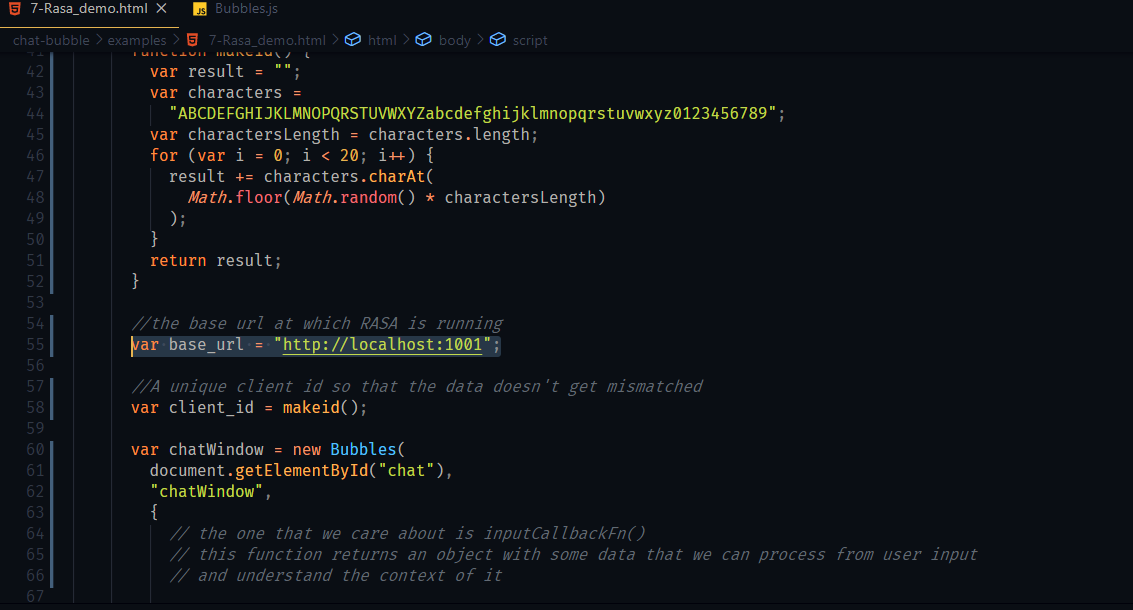 7-Rasa_demo.html Bubbles.js
chat-bubble > examples > 7-Rasa_demo.html > html > body > script
41 function makeid() {
42 var result = "";
43 var characters =
44 "ABCDEFGHIJKLMNOPQRSTUVWXYZabcdefghijklmnopqrstuvwxyz0123456789";
45 var charactersLength = characters.length;
46 for (var i = 0; i < 20; i++) {
47 result += characters.charAt(
48 Math.floor(Math.random() * charactersLength)
49 );
50 }
51 return result;
52 }
53
54 //the base url at which RASA is running
55 var base_url = "http://localhost:1001";
56
57 //A unique client id so that the data doesn't get mismatched
58 var client_id = makeid();
59
60 var chatWindow = new Bubbles(
61 document.getElementById("chat"),
62 "chatWindow",
63 {
64 // the one that we care about is inputCallbackFn()
65 // this function returns an object with some data that we can process from user input
66 // and understand the context of it
67